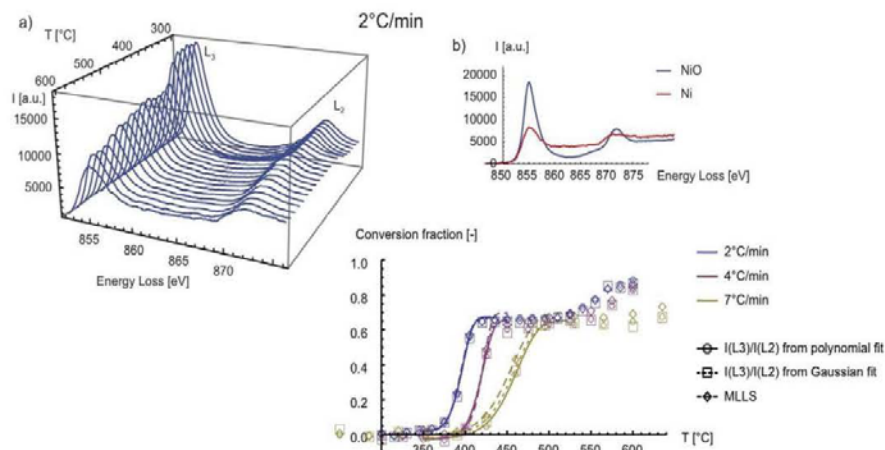 a)
2°C/min
T [°C]
300
400
500
600
L3
L2
I [a.u.]
15000
10000
5000
855
860
865
870
Energy Loss [eV]
b)
I [a.u.]
20000
15000
10000
5000
0
850 855 860 865 870 875
Energy Loss [eV]
NiO
Ni
Conversion fraction [-]
1.0
0.8
0.6
0.4
0.2
0.0
350 400 450 500 550 600
T [°C]
2°C/min
4°C/min
7°C/min
I(L3)/I(L2) from polynomial fit
I(L3)/I(L2) from Gaussian fit
MLLS